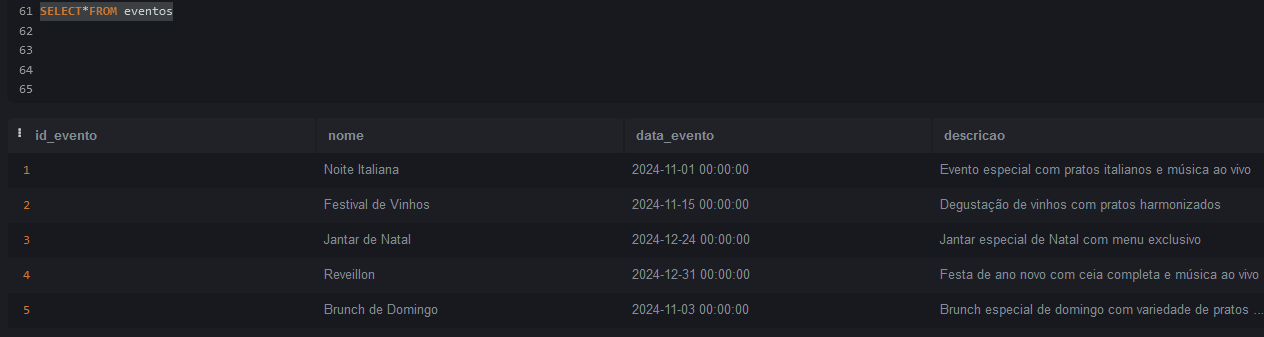 61 SELECT*FROM eventos
62
63
64
65
id_evento nome data_evento descricao
1 Noite Italiana 2024-11-01 00:00:00 Evento especial com pratos italianos e música ao vivo
2 Festival de Vinhos 2024-11-15 00:00:00 Degustação de vinhos com pratos harmonizados
3 Jantar de Natal 2024-12-24 00:00:00 Jantar especial de Natal com menu exclusivo
4 Reveillon 2024-12-31 00:00:00 Festa de ano novo com ceia completa e música ao vivo
5 Brunch de Domingo 2024-11-03 00:00:00 Brunch especial de domingo com variedade de pratos ...